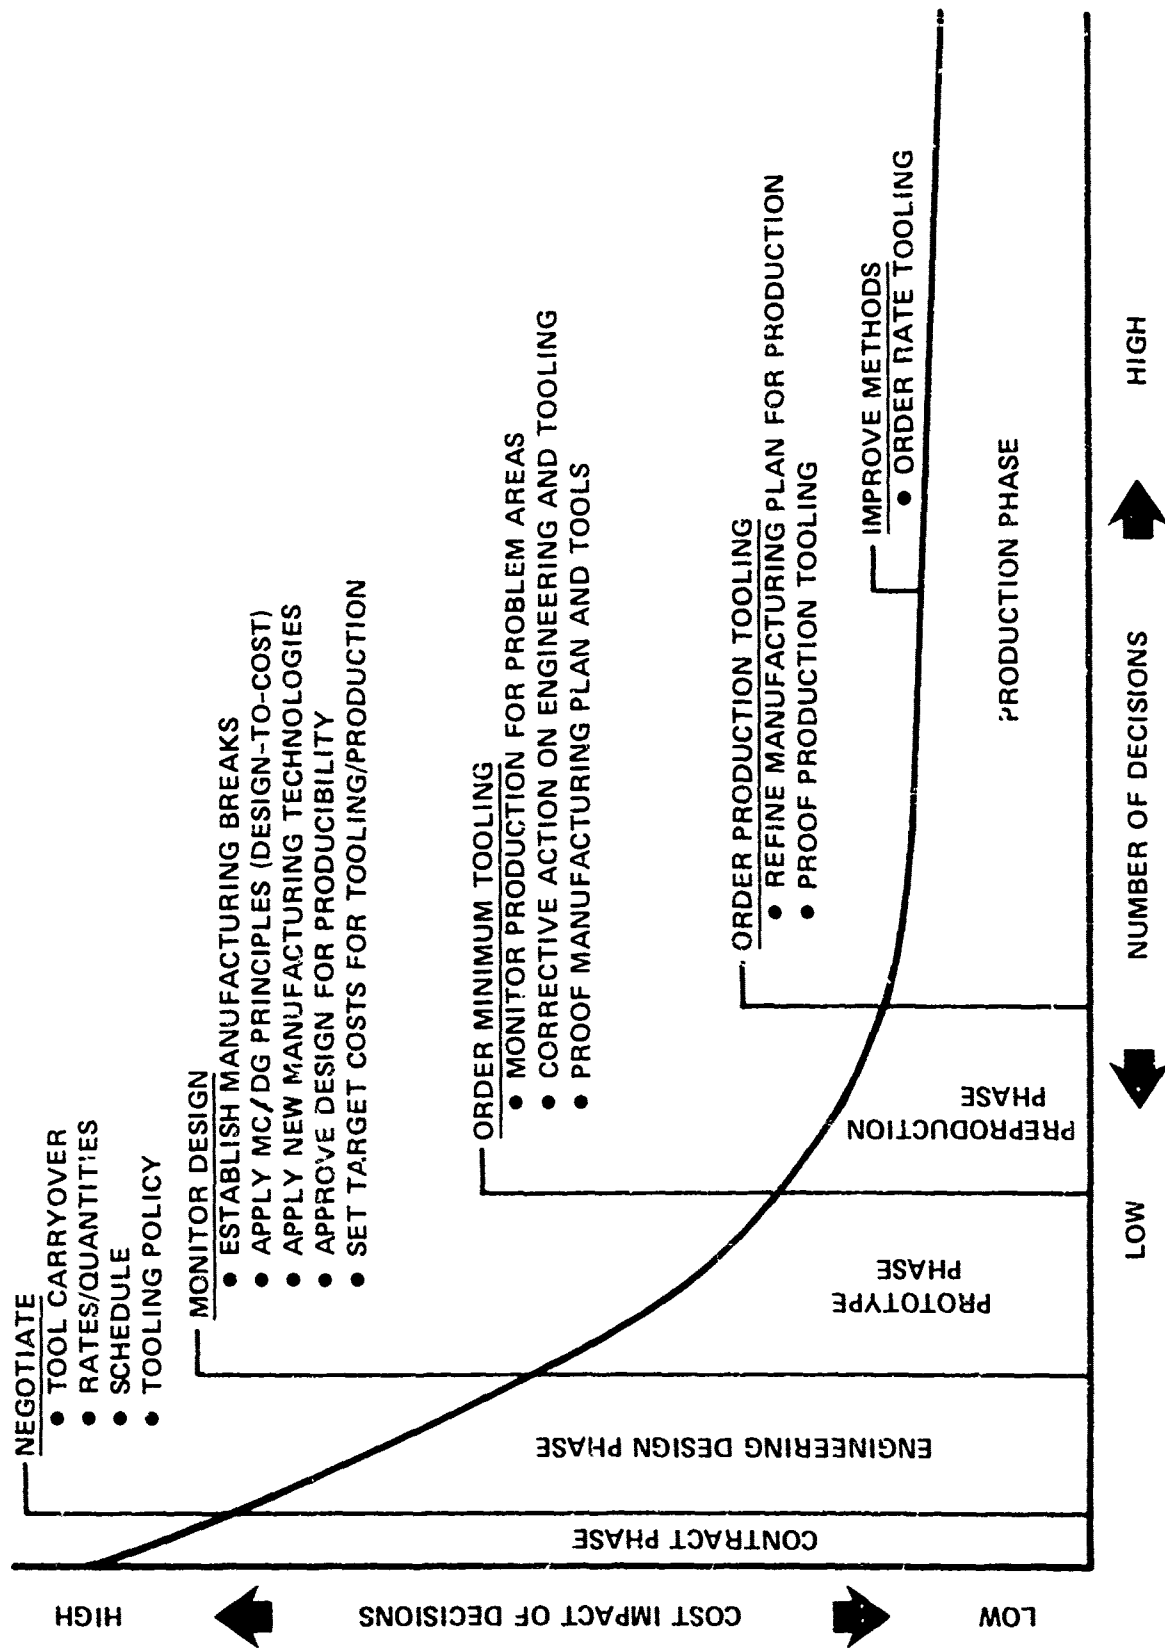 NEGOTIATE
● TOOL CARRYOVER
● RATES/QUANTITIES
● SCHEDULE
● TOOLING POLICY
MONITOR DESIGN
● ESTABLISH MANUFACTURING BREAKS
● APPLY MC/DG PRINCIPLES (DESIGN-TO-COST)
● APPLY NEW MANUFACTURING TECHNOLOGIES
● APPROVE DESIGN FOR PRODUCIBILITY
● SET TARGET COSTS FOR TOOLING/PRODUCTION
ORDER MINIMUM TOOLING
● MONITOR PRODUCTION FOR PROBLEM AREAS
● CORRECTIVE ACTION ON ENGINEERING AND TOOLING
● PROOF MANUFACTURING PLAN AND TOOLS
ORDER PRODUCTION TOOLING
● REFINE MANUFACTURING PLAN FOR PRODUCTION
● PROOF PRODUCTION TOOLING
IMPROVE METHODS
● ORDER RATE TOOLING
HIGH
COST IMPACT OF DECISIONS
LOW
CONTRACT PHASE
ENGINEERING DESIGN PHASE
PROTOTYPE
PHASE
PREPRODUCTION
PHASE
PRODUCTION PHASE
LOW
NUMBER OF DECISIONS
HIGH